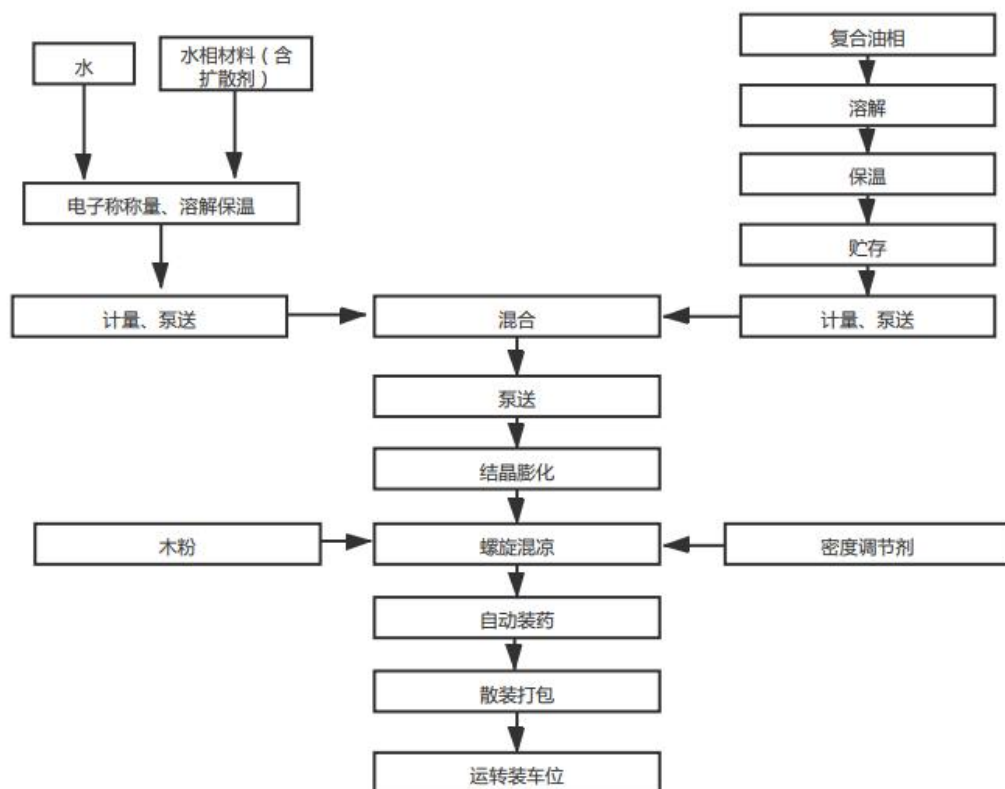 水
水相材料（含
扩散剂）
复合油相
溶解
保温
电子称称量、溶解保温
贮存
计量、泵送
混合
计量、泵送
泵送
结晶膨化
木粉
螺旋混凉
密度调节剂
自动装药
散装打包
运转装车位